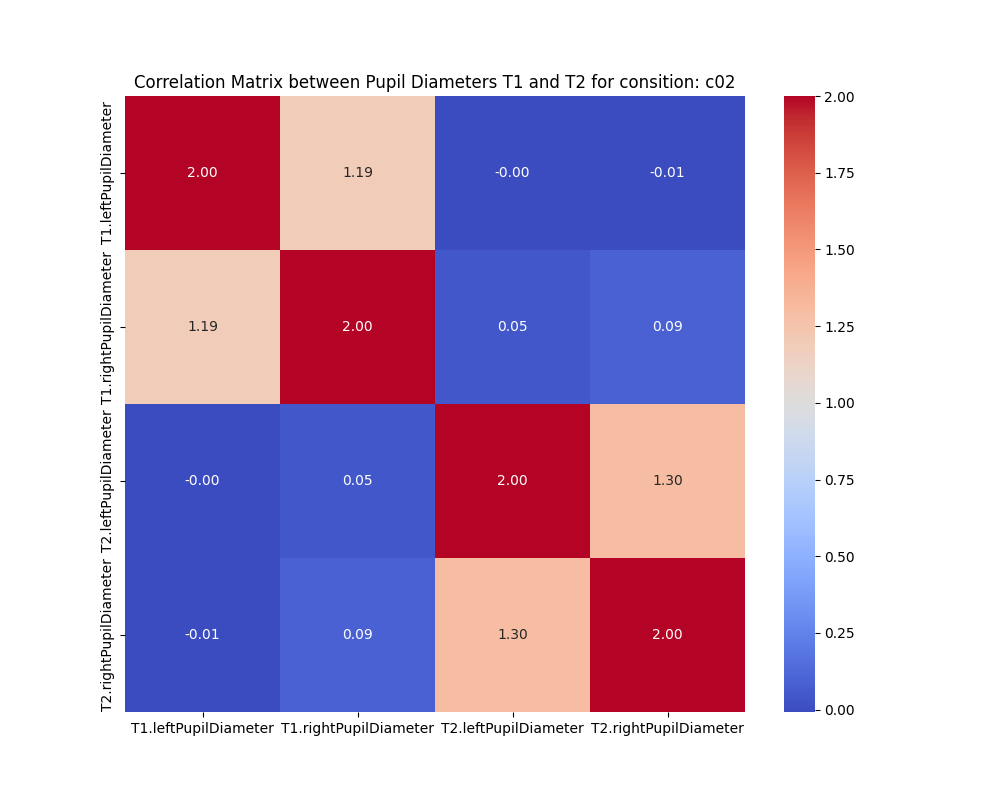 Correlation Matrix between Pupil Diameters T1 and T2 for consition: c02
T1.leftPupilDiameter
T1.rightPupilDiameter
T2.leftPupilDiameter
T2.rightPupilDiameter
2.00 1.19 -0.00 -0.01
1.19 2.00 0.05 0.09
-0.00 0.05 2.00 1.30
-0.01 0.09 1.30 2.00
T1.leftPupilDiameter T1.rightPupilDiameter T2.leftPupilDiameter T2.rightPupilDiameter
2.00
1.75
1.50
1.25
1.00
0.75
0.50
0.25
0.00